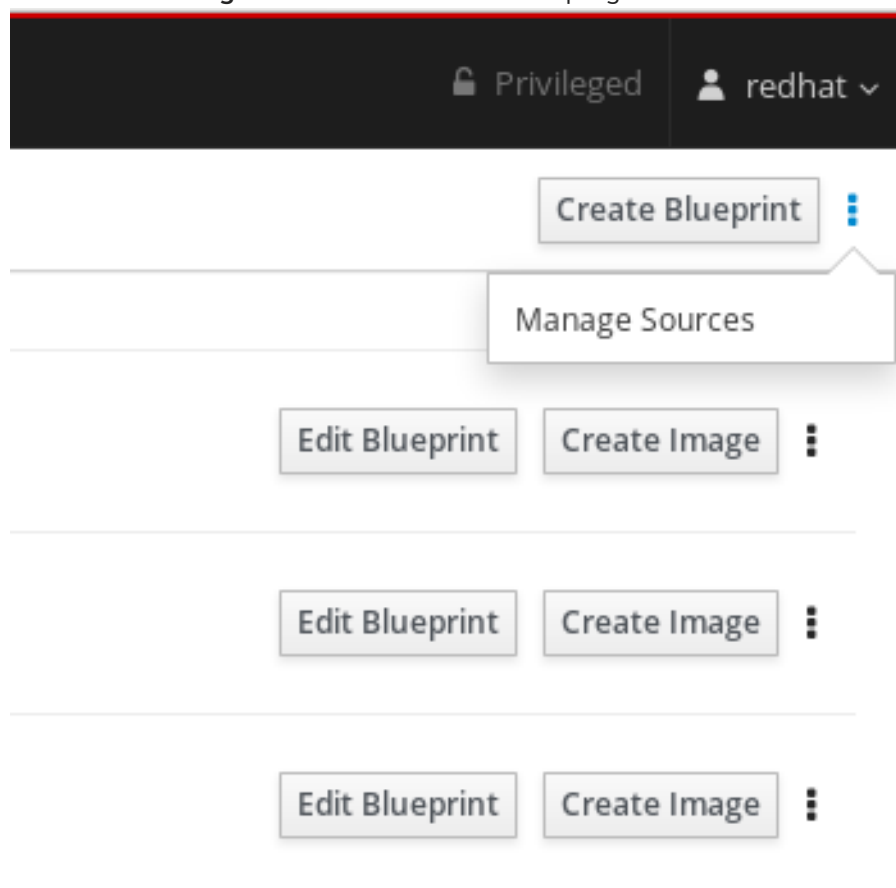 Privileged redhat
Create Blueprint
Manage Sources
Edit Blueprint Create Image
Edit Blueprint Create Image
Edit Blueprint Create Image